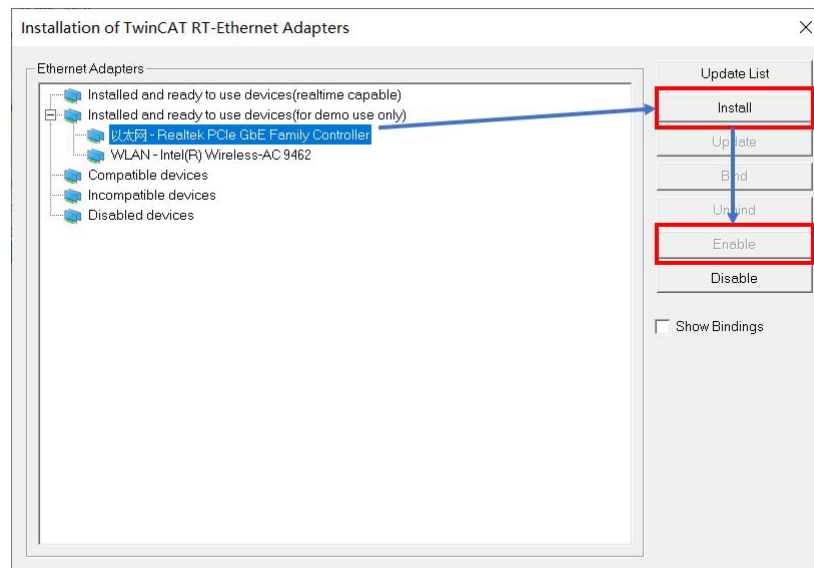 Installation of TwinCAT RT-Ethernet Adapters
Ethernet Adapters
Installed and ready to use devices(realtime capable)
Installed and ready to use devices(for demo use only)
以太网 - Realtek PCIe GbE Family Controller
WLAN - Intel(R) Wireless-AC 9462
Compatible devices
Incompatible devices
Disabled devices
Update List
Install
Update
Bind
Unbind
Enable
Disable
Show Bindings